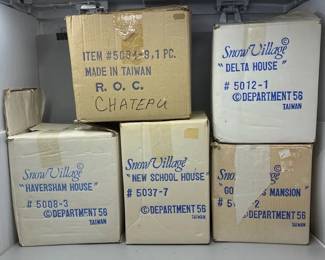 ITEM #5084-9.1 PC.
MADE IN TAIWAN
R. O. C.
CHATEAU
Snow Village©
"DELTA HOUSE"
# 5012-1
©DEPARTMENT 56
TAIWAN
Snow Village©
"HAVERSHAM HOUSE"
# 5008-3
©DEPARTMENT 56
TAIWAN
Snow Village©
"NEW SCHOOL HOUSE"
# 5037-7
©DEPARTMENT 56
TAIWAN
Snow Village©
MANSION"
©DEPARTMENT 56
TAIWAN